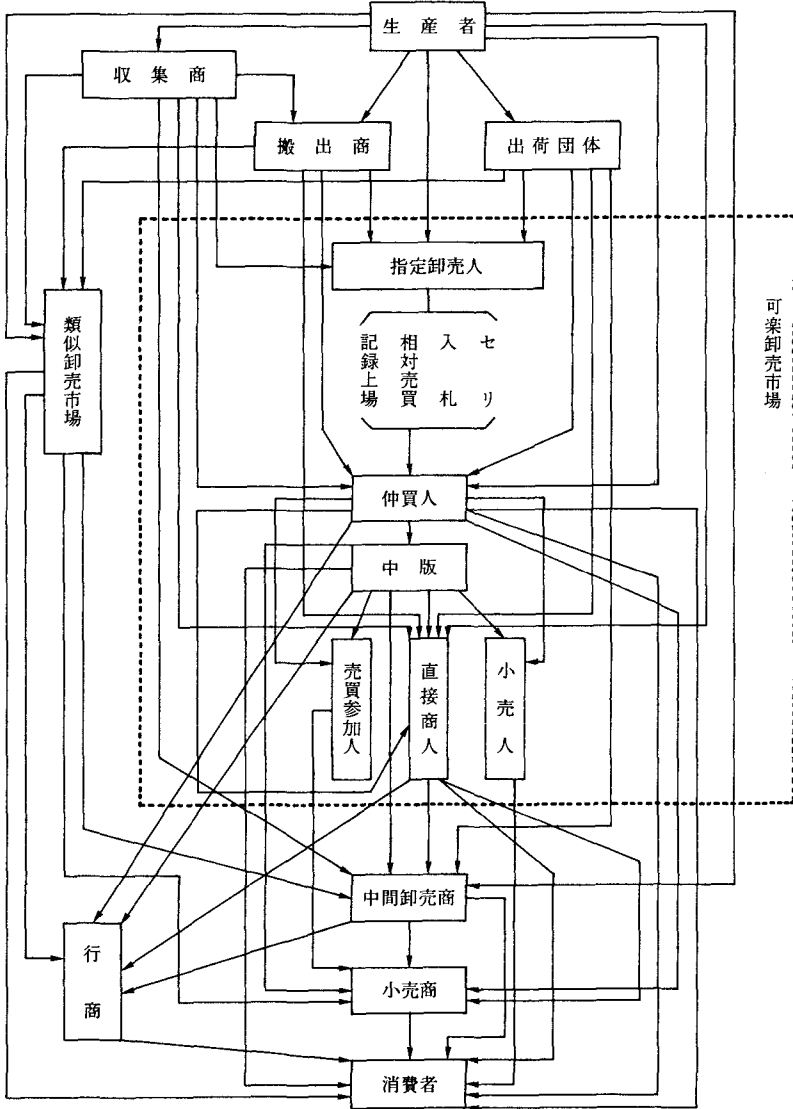 生産者
収集商
搬出商
出荷団体
指定卸売人
セリ
入札
相対売買
記録上場
類似卸売市場
可楽卸売市場
仲買人
中版
売買参加人
直接商人
小売人
中間卸売商
行商
小売商
消費者